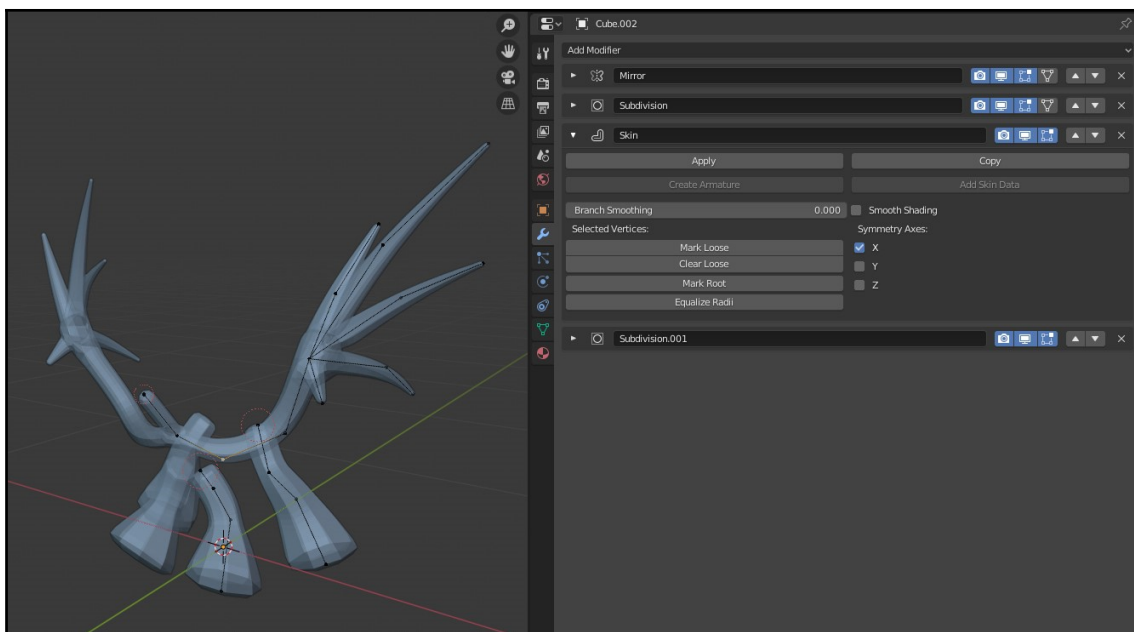 Cube.002
Add Modifier
Mirror
Subdivision
Skin
Apply Copy
Create Armature Add Skin Data
Branch Smoothing 0.000 Smooth Shading
Selected Vertices: Symmetry Axes:
Mark Loose X
Clear Loose Y
Mark Root Z
Equalize Radii
Subdivision.001